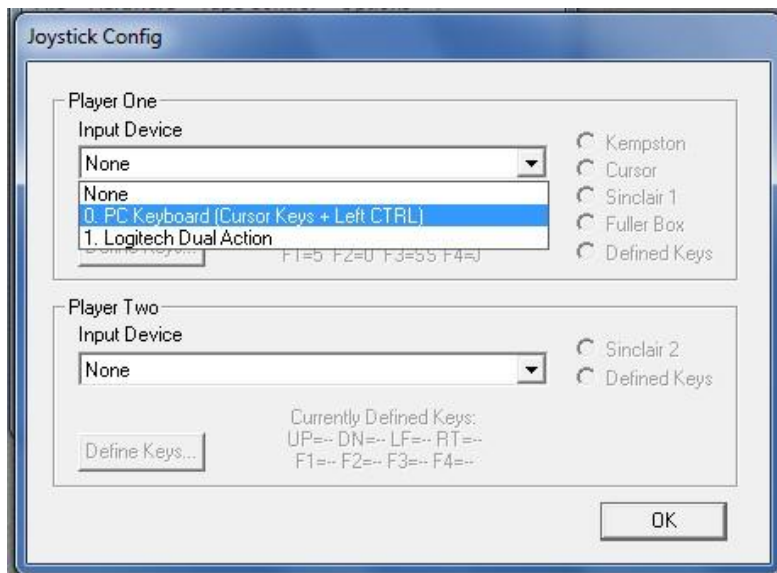 Joystick Config
Player One
Input Device
None
None
0. PC Keyboard (Cursor Keys + Left CTRL)
1. Logitech Dual Action
Kempston
Cursor
Sinclair 1
Fuller Box
Defined Keys
Define Keys...
F1=5 F2=0 F3=SS F4=J
Player Two
Input Device
None
Sinclair 2
Defined Keys
Define Keys...
Currently Defined Keys:
UP=-- DN=-- LF=-- RT=--
F1=-- F2=-- F3=-- F4=--
OK